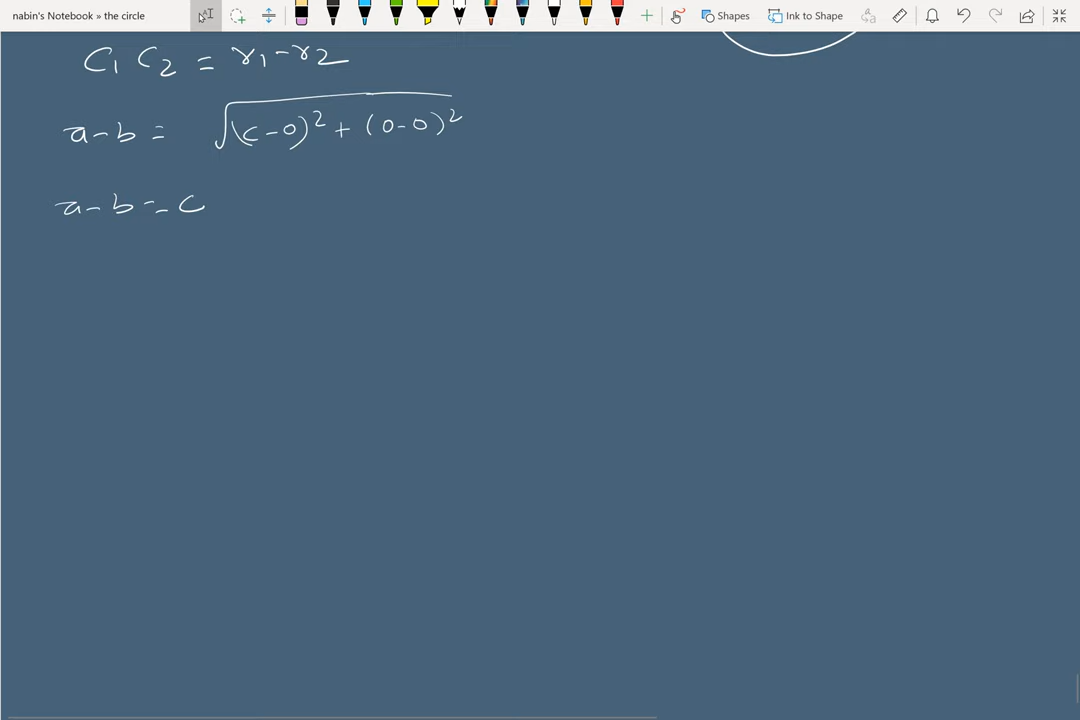 nabin's Notebook » the circle
Shapes
Ink to Shape
C₁ C₂ = r₁ - r₂
a - b = √(c-0)² + (0-0)²
a - b = c